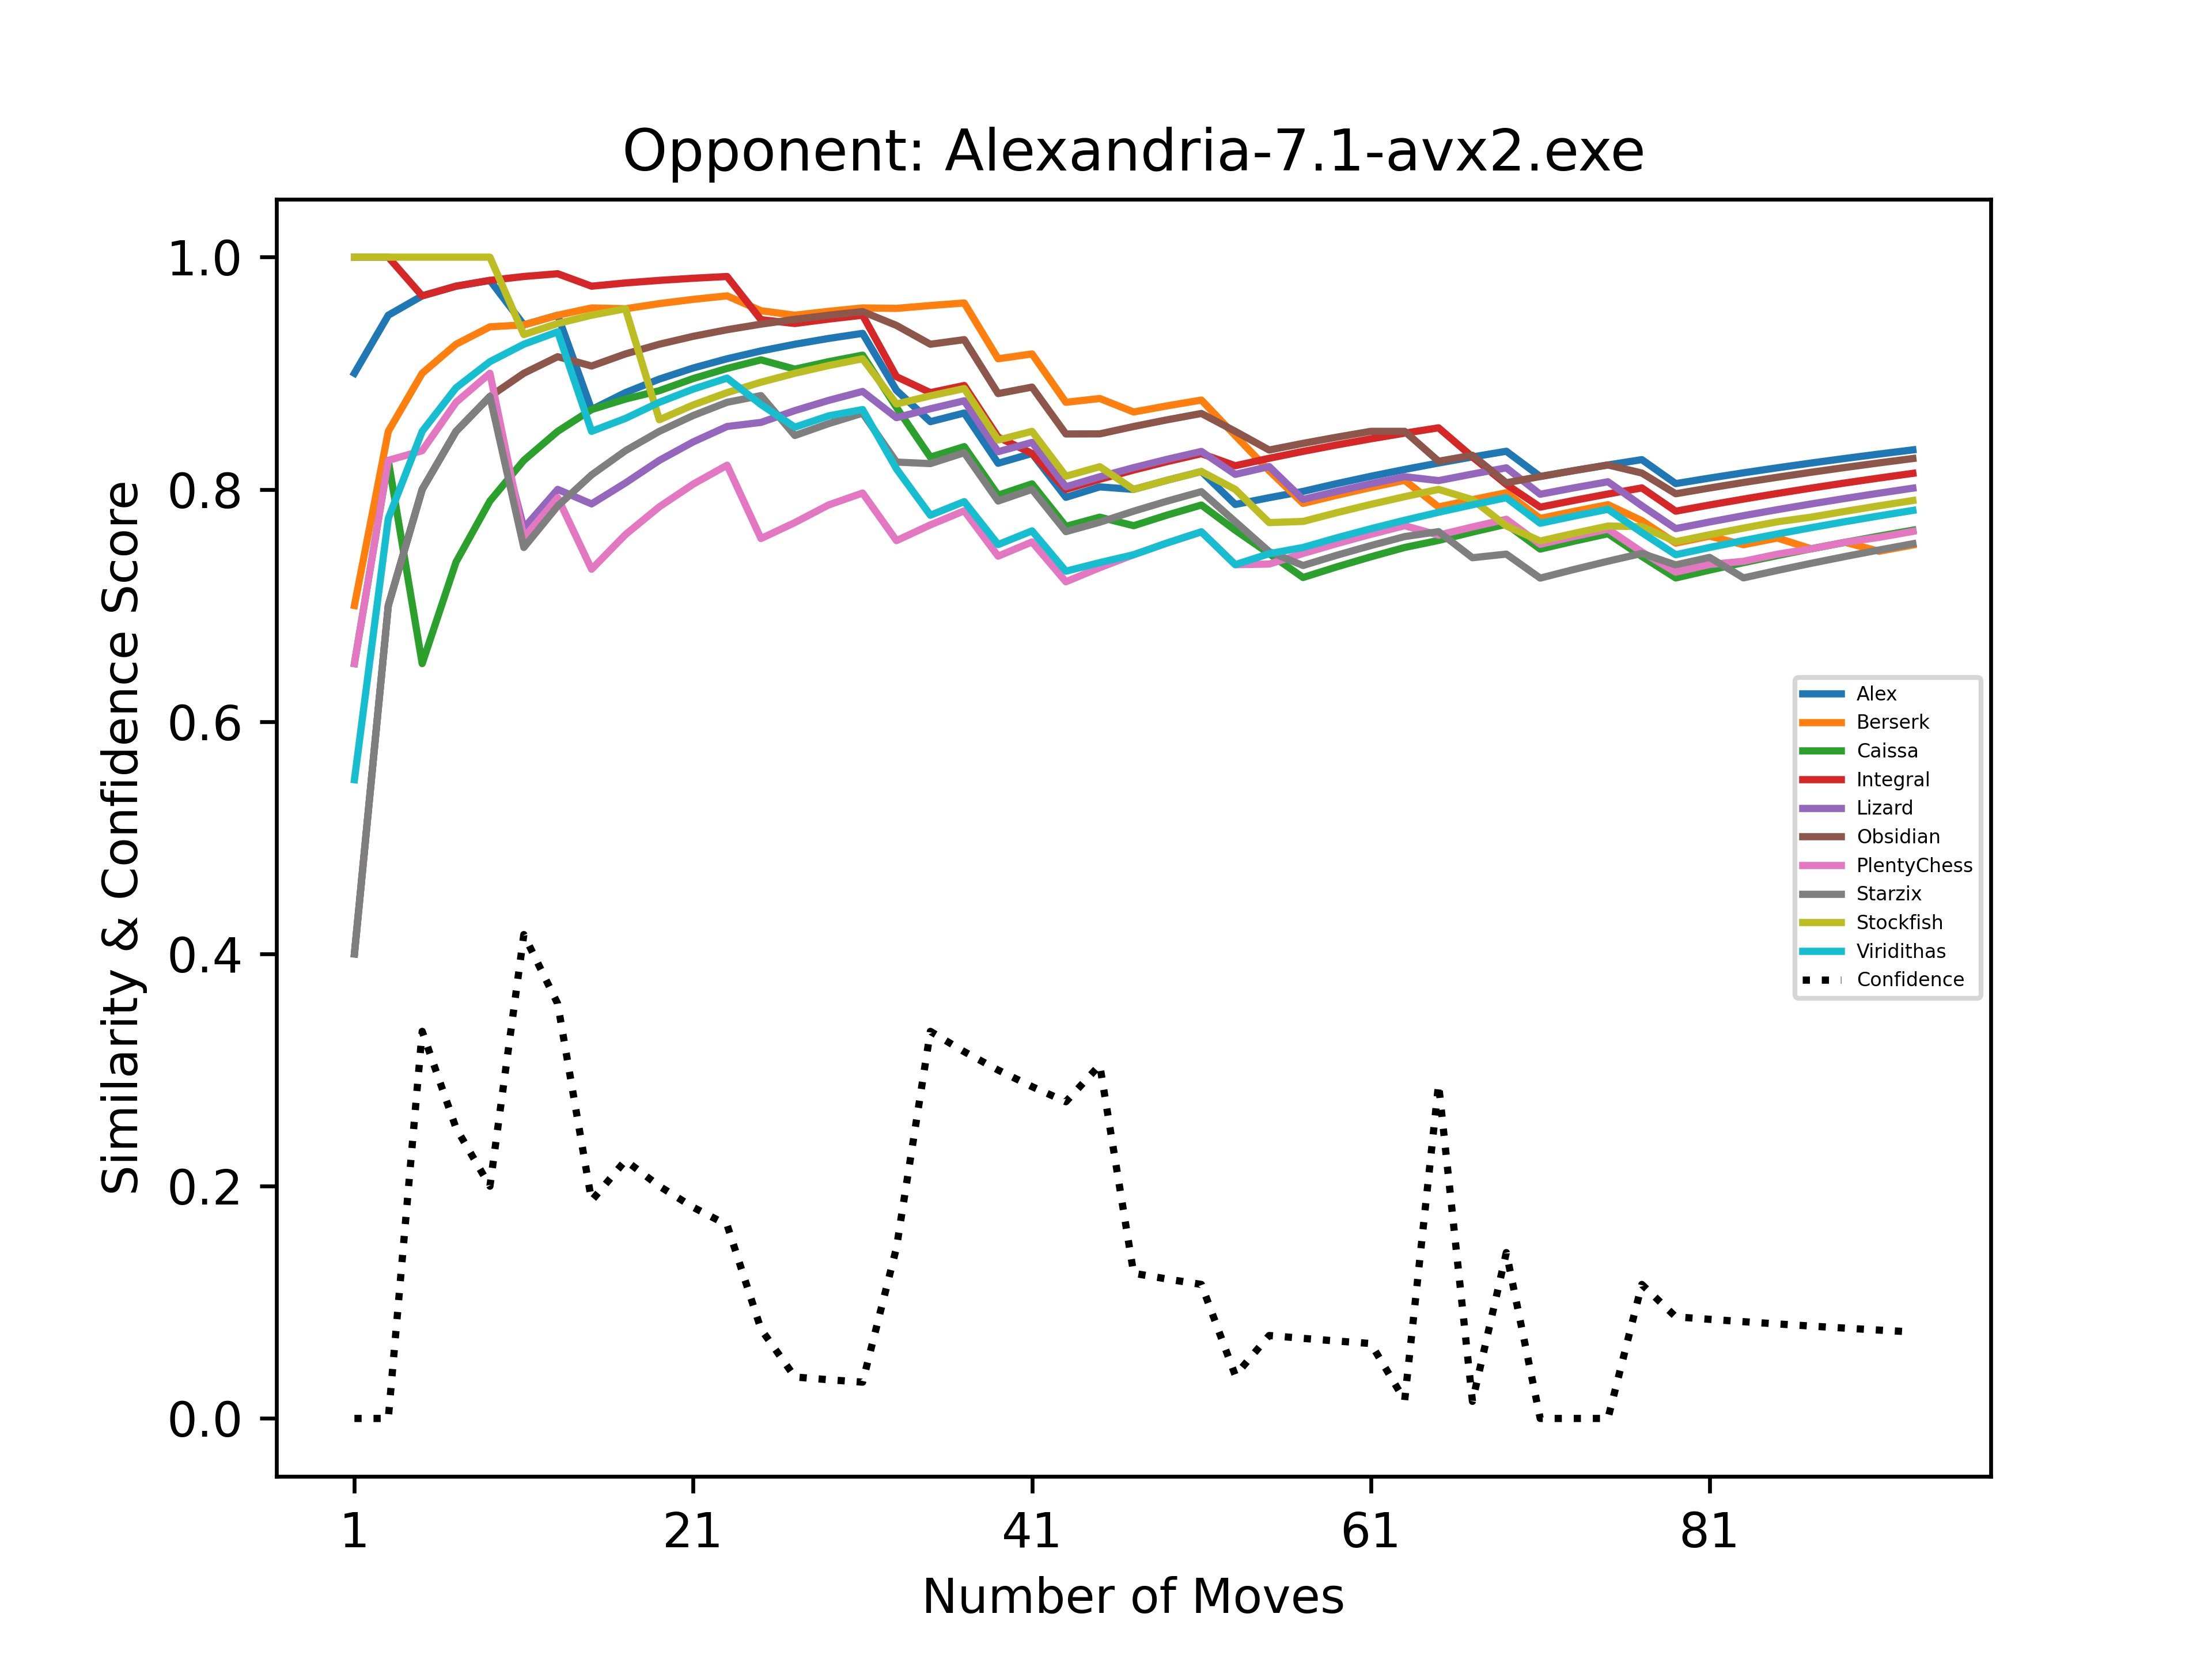 Opponent: Alexandria-7.1-avx2.exe
Similarity & Confidence Score
1.0
0.8
0.6
0.4
0.2
0.0
Alex
Berserk
Caissa
Integral
Lizard
Obsidian
PlentyChess
Starzix
Stockfish
Viridithas
Confidence
1 21 41 61 81
Number of Moves